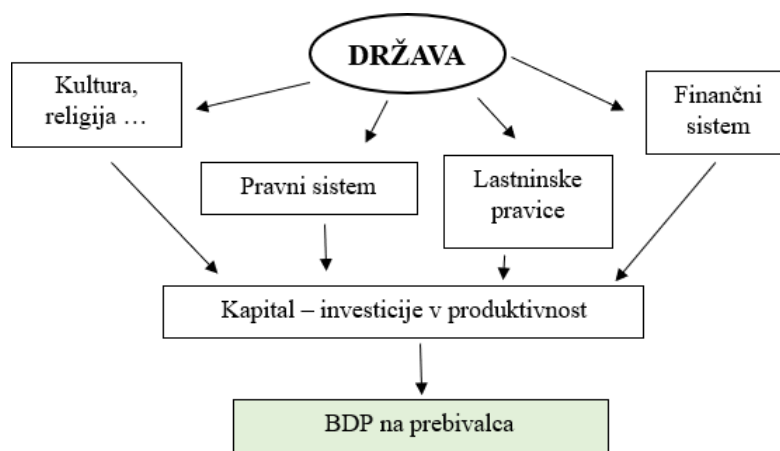 DRŽAVA
Kultura,
religija …
Finančni
sistem
Pravni sistem
Lastninske
pravice
Kapital – investicije v produktivnost
BDP na prebivalca